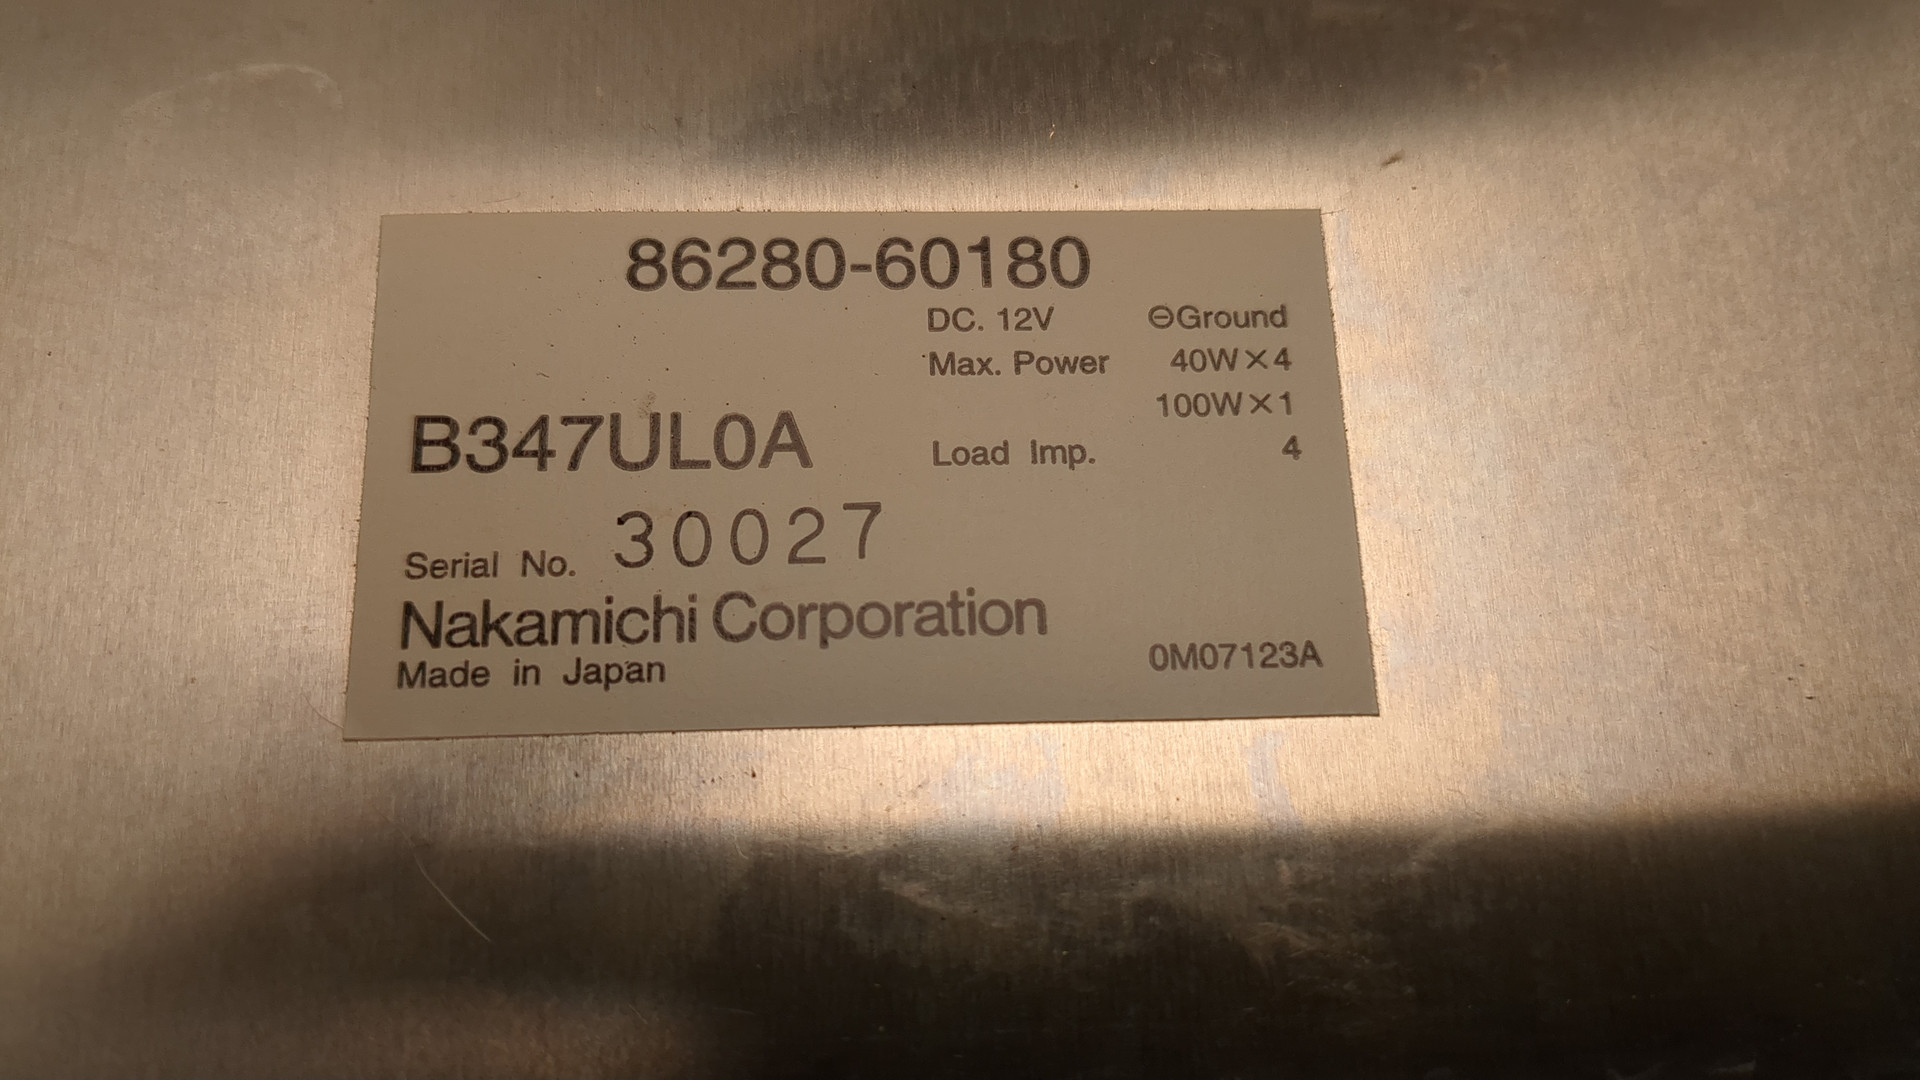 86280-60180
DC. 12V ⊖Ground
Max. Power 40W×4
100W×1
B347UL0A
Load Imp. 4
Serial No. 30027
Nakamichi Corporation
Made in Japan
0M07123A